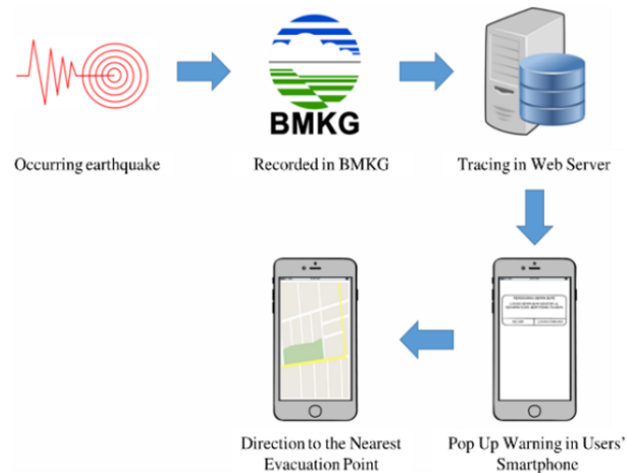 BMKG
Occurring earthquake
Recorded in BMKG
Tracing in Web Server
Direction to the Nearest
Evacuation Point
Pop Up Warning in Users'
Smartphone